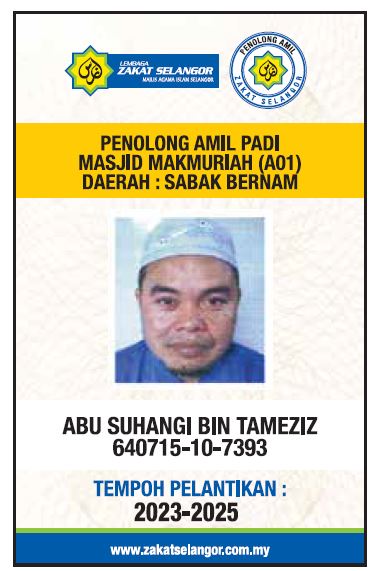 LEMBAGA
ZAKAT SELANGOR
MAJLIS AGAMA ISLAM SELANGOR
PENOLONG AMIL
ZAKAT SELANGOR
PENOLONG AMIL PADI
MASJID MAKMURIAH (A01)
DAERAH : SABAK BERNAM
ABU SUHANGI BIN TAMEZIZ
640715-10-7393
TEMPOH PELANTIKAN :
2023-2025
www.zakatselangor.com.my